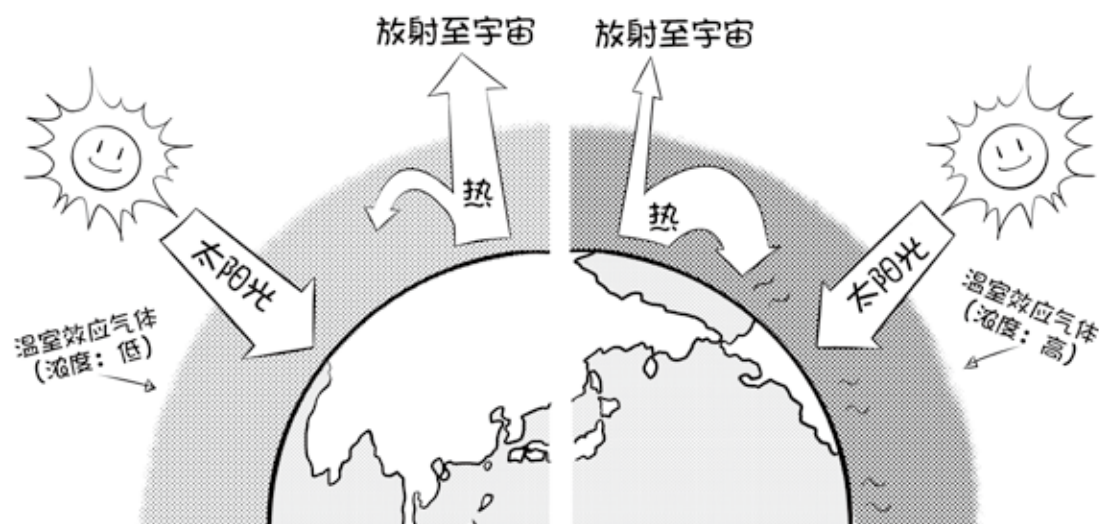 放射至宇宙
放射至宇宙
热
热
太阳光
太阳光
温室效应气体
(浓度：低)
温室效应气体
(浓度：高)